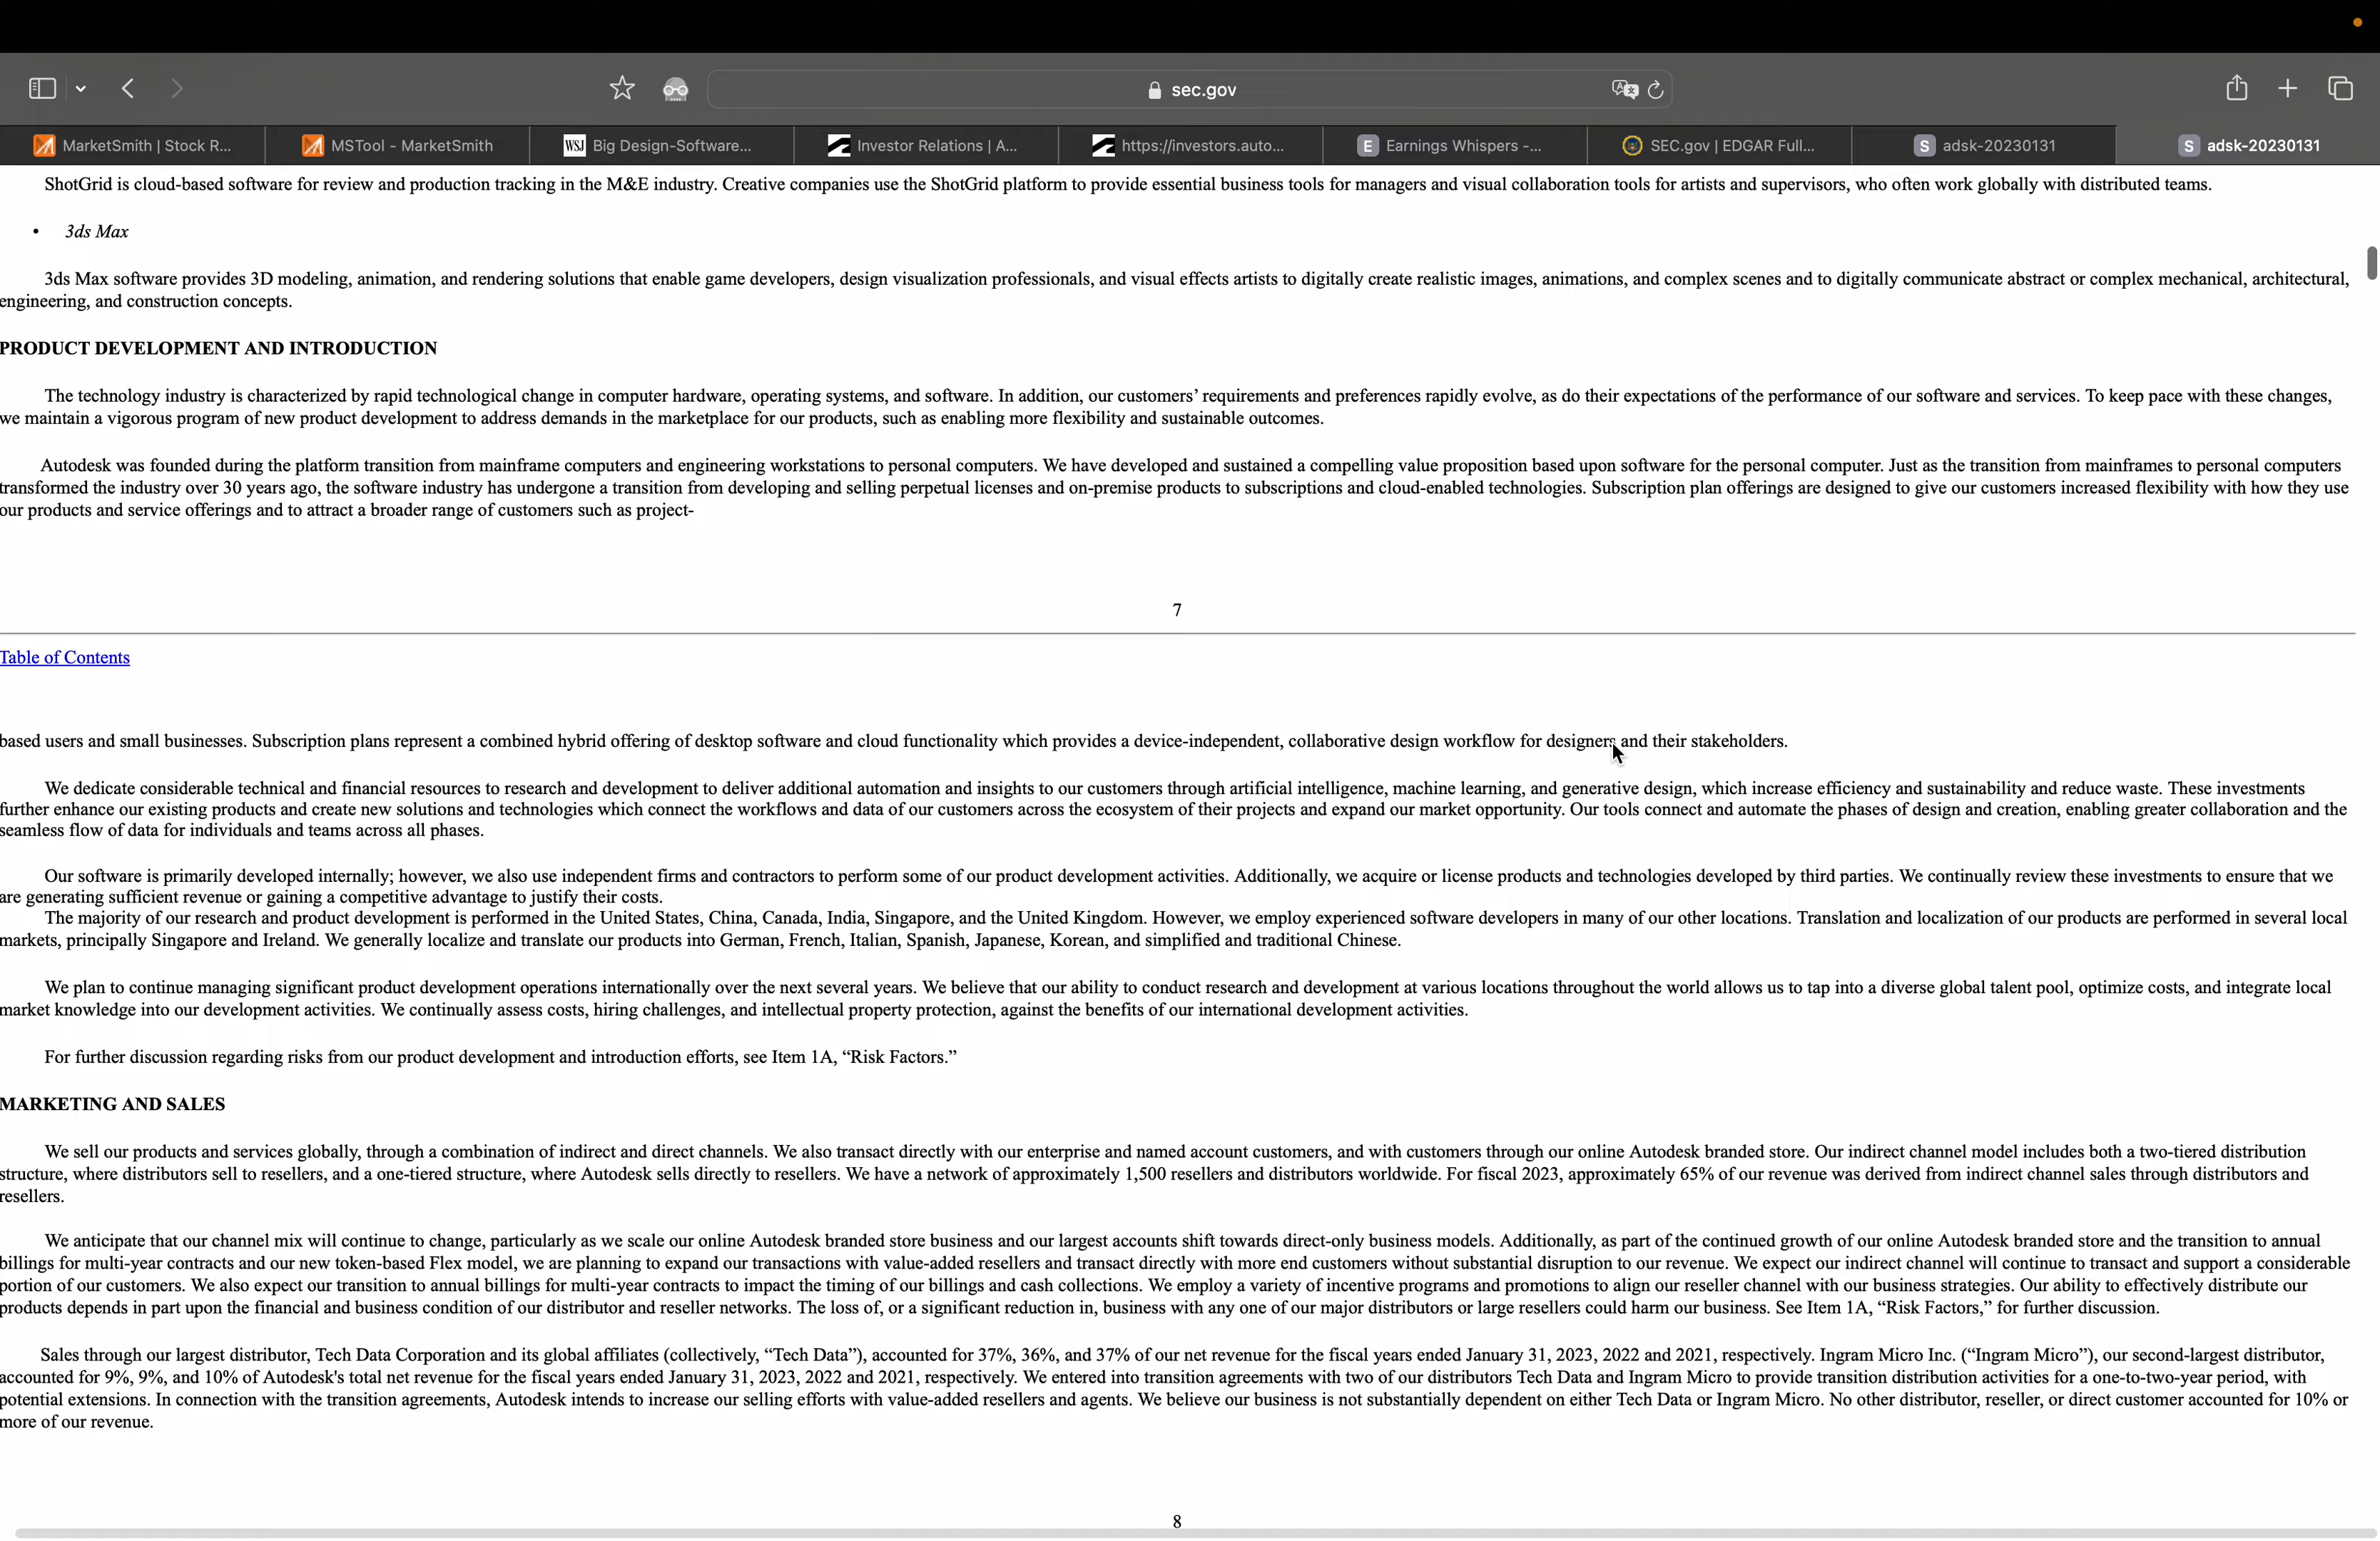 sec.gov
MarketSmith | Stock R...
MSTool - MarketSmith
WSJ Big Design-Software...
Investor Relations | A...
https://investors.auto...
E Earnings Whispers -...
SEC.gov | EDGAR Full...
S adsk-20230131
S adsk-20230131
ShotGrid is cloud-based software for review and production tracking in the M&E industry. Creative companies use the ShotGrid platform to provide essential business tools for managers and visual collaboration tools for artists and supervisors, who often work globally with distributed teams.
• 3ds Max
3ds Max software provides 3D modeling, animation, and rendering solutions that enable game developers, design visualization professionals, and visual effects artists to digitally create realistic images, animations, and complex scenes and to digitally communicate abstract or complex mechanical, architectural,
engineering, and construction concepts.
PRODUCT DEVELOPMENT AND INTRODUCTION
The technology industry is characterized by rapid technological change in computer hardware, operating systems, and software. In addition, our customers’ requirements and preferences rapidly evolve, as do their expectations of the performance of our software and services. To keep pace with these changes,
we maintain a vigorous program of new product development to address demands in the marketplace for our products, such as enabling more flexibility and sustainable outcomes.
Autodesk was founded during the platform transition from mainframe computers and engineering workstations to personal computers. We have developed and sustained a compelling value proposition based upon software for the personal computer. Just as the transition from mainframes to personal computers
transformed the industry over 30 years ago, the software industry has undergone a transition from developing and selling perpetual licenses and on-premise products to subscriptions and cloud-enabled technologies. Subscription plan offerings are designed to give our customers increased flexibility with how they use
our products and service offerings and to attract a broader range of customers such as project-
7
Table of Contents
based users and small businesses. Subscription plans represent a combined hybrid offering of desktop software and cloud functionality which provides a device-independent, collaborative design workflow for designers and their stakeholders.
We dedicate considerable technical and financial resources to research and development to deliver additional automation and insights to our customers through artificial intelligence, machine learning, and generative design, which increase efficiency and sustainability and reduce waste. These investments
further enhance our existing products and create new solutions and technologies which connect the workflows and data of our customers across the ecosystem of their projects and expand our market opportunity. Our tools connect and automate the phases of design and creation, enabling greater collaboration and the
seamless flow of data for individuals and teams across all phases.
Our software is primarily developed internally; however, we also use independent firms and contractors to perform some of our product development activities. Additionally, we acquire or license products and technologies developed by third parties. We continually review these investments to ensure that we
are generating sufficient revenue or gaining a competitive advantage to justify their costs.
The majority of our research and product development is performed in the United States, China, Canada, India, Singapore, and the United Kingdom. However, we employ experienced software developers in many of our other locations. Translation and localization of our products are performed in several local
markets, principally Singapore and Ireland. We generally localize and translate our products into German, French, Italian, Spanish, Japanese, Korean, and simplified and traditional Chinese.
We plan to continue managing significant product development operations internationally over the next several years. We believe that our ability to conduct research and development at various locations throughout the world allows us to tap into a diverse global talent pool, optimize costs, and integrate local
market knowledge into our development activities. We continually assess costs, hiring challenges, and intellectual property protection, against the benefits of our international development activities.
For further discussion regarding risks from our product development and introduction efforts, see Item 1A, “Risk Factors.”
MARKETING AND SALES
We sell our products and services globally, through a combination of indirect and direct channels. We also transact directly with our enterprise and named account customers, and with customers through our online Autodesk branded store. Our indirect channel model includes both a two-tiered distribution
structure, where distributors sell to resellers, and a one-tiered structure, where Autodesk sells directly to resellers. We have a network of approximately 1,500 resellers and distributors worldwide. For fiscal 2023, approximately 65% of our revenue was derived from indirect channel sales through distributors and
resellers.
We anticipate that our channel mix will continue to change, particularly as we scale our online Autodesk branded store business and our largest accounts shift towards direct-only business models. Additionally, as part of the continued growth of our online Autodesk branded store and the transition to annual
billings for multi-year contracts and our new token-based Flex model, we are planning to expand our transactions with value-added resellers and transact directly with more end customers without substantial disruption to our revenue. We expect our indirect channel will continue to transact and support a considerable
portion of our customers. We also expect our transition to annual billings for multi-year contracts to impact the timing of our billings and cash collections. We employ a variety of incentive programs and promotions to align our reseller channel with our business strategies. Our ability to effectively distribute our
products depends in part upon the financial and business condition of our distributor and reseller networks. The loss of, or a significant reduction in, business with any one of our major distributors or large resellers could harm our business. See Item 1A, “Risk Factors,” for further discussion.
Sales through our largest distributor, Tech Data Corporation and its global affiliates (collectively, “Tech Data”), accounted for 37%, 36%, and 37% of our net revenue for the fiscal years ended January 31, 2023, 2022 and 2021, respectively. Ingram Micro Inc. (“Ingram Micro”), our second-largest distributor,
accounted for 9%, 9%, and 10% of Autodesk's total net revenue for the fiscal years ended January 31, 2023, 2022 and 2021, respectively. We entered into transition agreements with two of our distributors Tech Data and Ingram Micro to provide transition distribution activities for a one-to-two-year period, with
potential extensions. In connection with the transition agreements, Autodesk intends to increase our selling efforts with value-added resellers and agents. We believe our business is not substantially dependent on either Tech Data or Ingram Micro. No other distributor, reseller, or direct customer accounted for 10% or
more of our revenue.
8